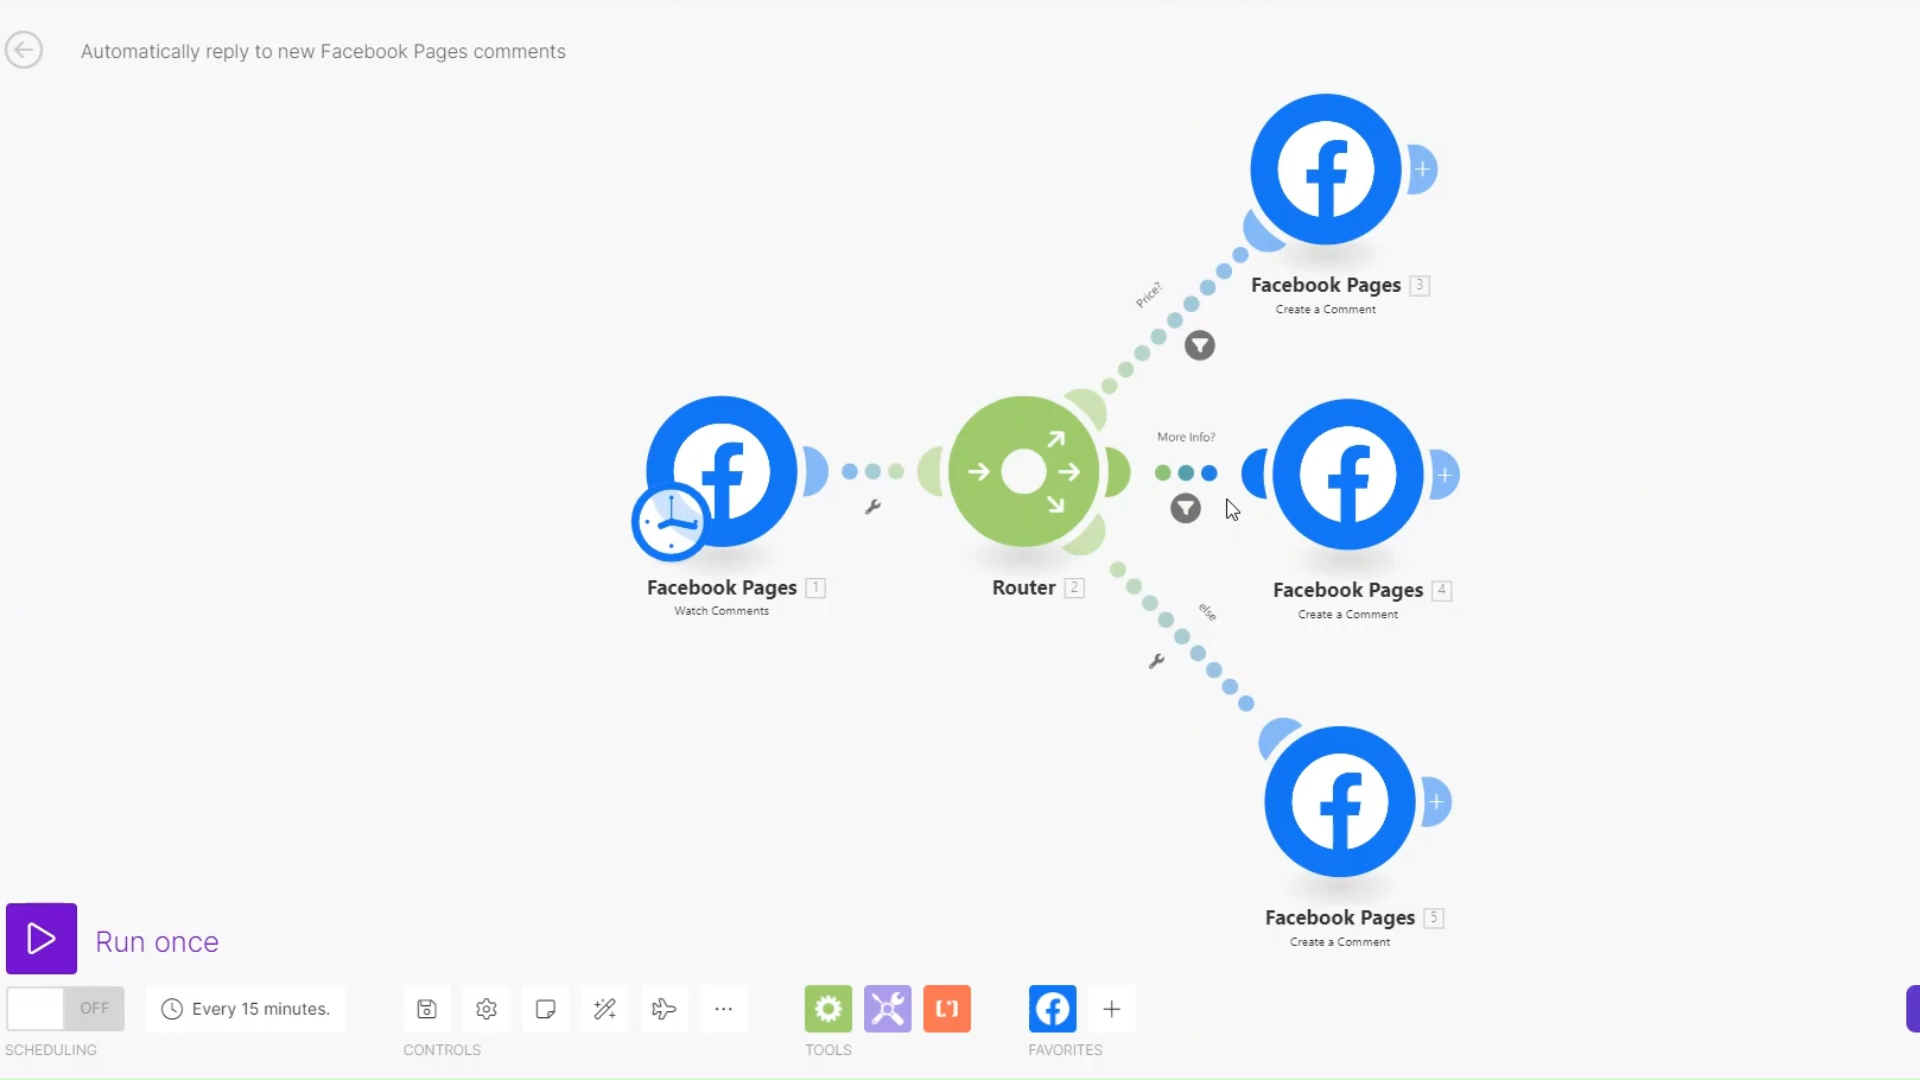 Automatically reply to new Facebook Pages comments
Facebook Pages 3
Create a Comment
Price?
More Info?
Facebook Pages 1
Watch Comments
Router 2
Facebook Pages 4
Create a Comment
else
Facebook Pages 5
Create a Comment
Run once
OFF
Every 15 minutes.
SCHEDULING
CONTROLS
TOOLS
FAVORITES